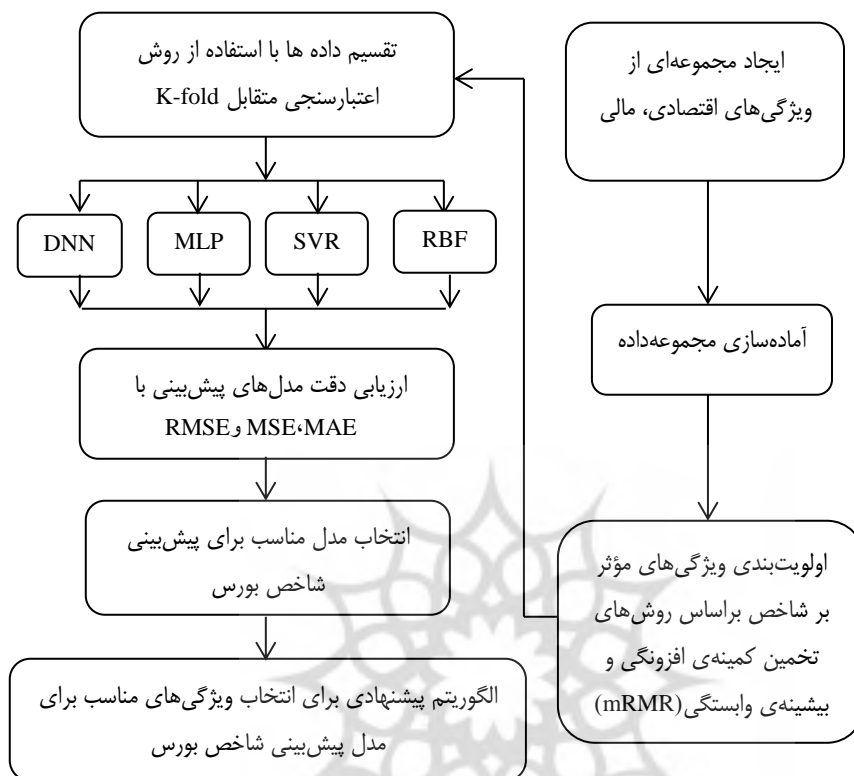 ایجاد مجموعه‌ای از
ویژگی‌های اقتصادی، مالی
آماده‌سازی مجموعه‌داده
اولویت‌بندی ویژگی‌های مؤثر
بر شاخص براساس روش‌های
تخمین کمینه‌ی افزونگی و
بیشینه‌ی وابستگی(mRMR)
تقسیم داده ها با استفاده از روش
اعتبارسنجی متقابل K-fold
RBF
SVR
MLP
DNN
ارزیابی دقت مدل‌های پیش‌بینی با
MSE،MAE وRMSE
انتخاب مدل مناسب برای پیش‌بینی
شاخص بورس
الگوریتم پیشنهادی برای انتخاب ویژگی‌های مناسب برای
مدل پیش‌بینی شاخص بورس